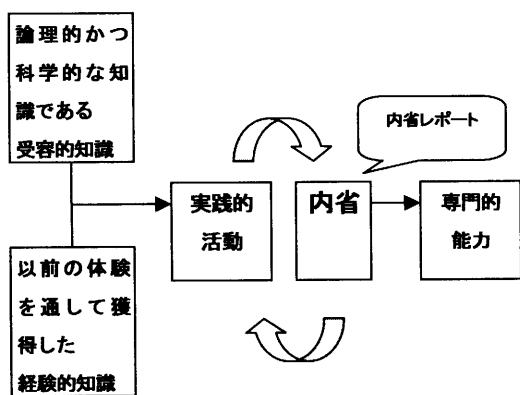 論理的かつ
科学的な知
識である
受容的知識
内省レポート
実践的
活動
内省
専門的
能力
以前の体験
を通して獲
得した
経験的知識